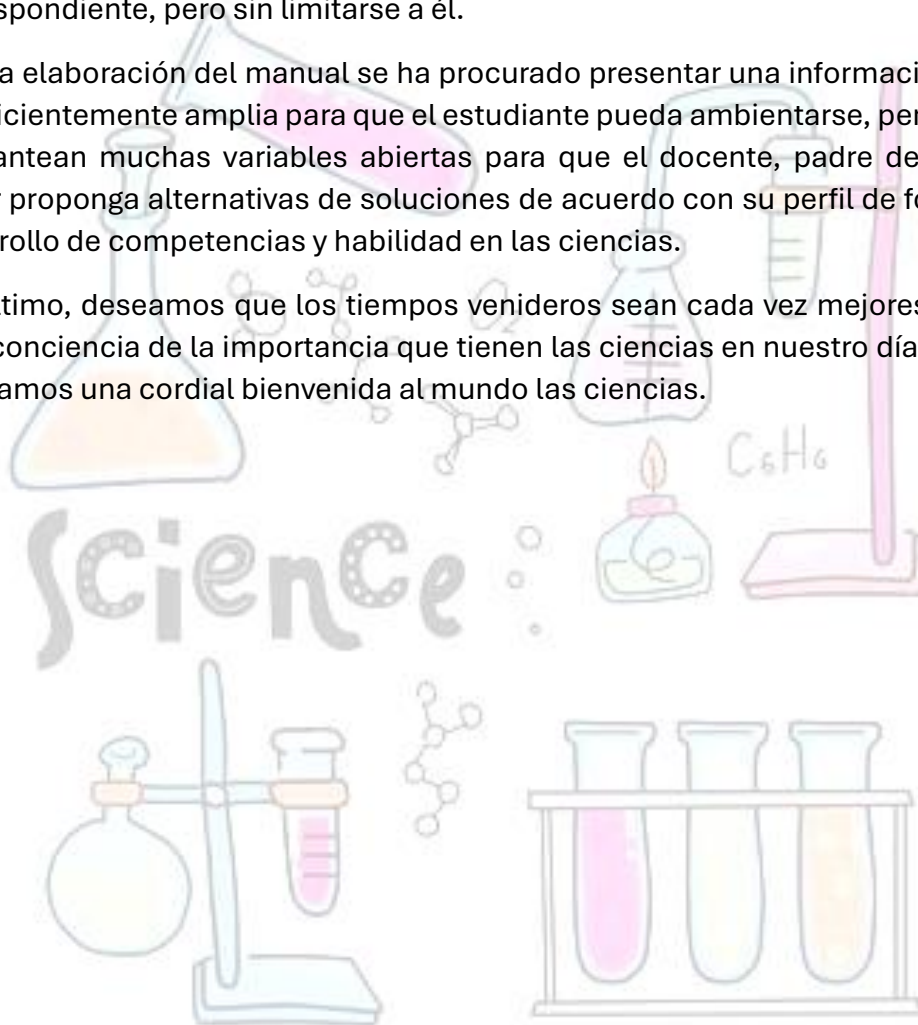 spondiente, pero sin limitarse a él.
a elaboración del manual se ha procurado presentar una informaci
icientemente amplia para que el estudiante pueda ambientarse, per
antean muchas variables abiertas para que el docente, padre de
proponga alternativas de soluciones de acuerdo con su perfil de fo
rollo de competencias y habilidad en las ciencias.
timo, deseamos que los tiempos venideros sean cada vez mejores
conciencia de la importancia que tienen las ciencias en nuestro día
amos una cordial bienvenida al mundo las ciencias.
O2
C6H6
Science